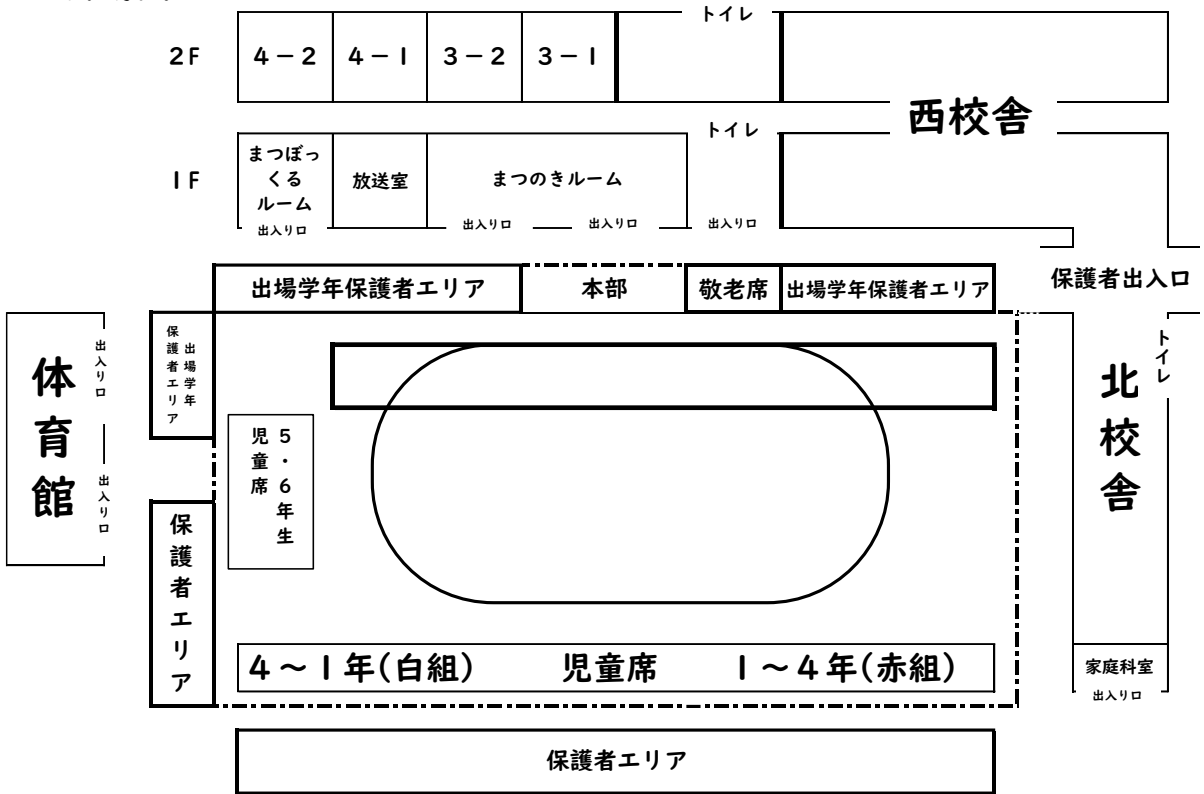 トイレ
2F
4－2
4－1
3－2
3－1
西校舎
トイレ
1F
まつぼっ
くる
ルーム
放送室
まつのきルーム
出入り口
出入り口
出入り口
出入り口
出場学年保護者エリア
本部
敬老席
出場学年保護者エリア
保護者出入口
体育館
出入り口
出入り口
出場学年
保護者エリア
5・6年生
児童席
トイレ
北校舎
保護者エリア
4～1年(白組)
児童席
1～4年(赤組)
家庭科室
出入り口
保護者エリア